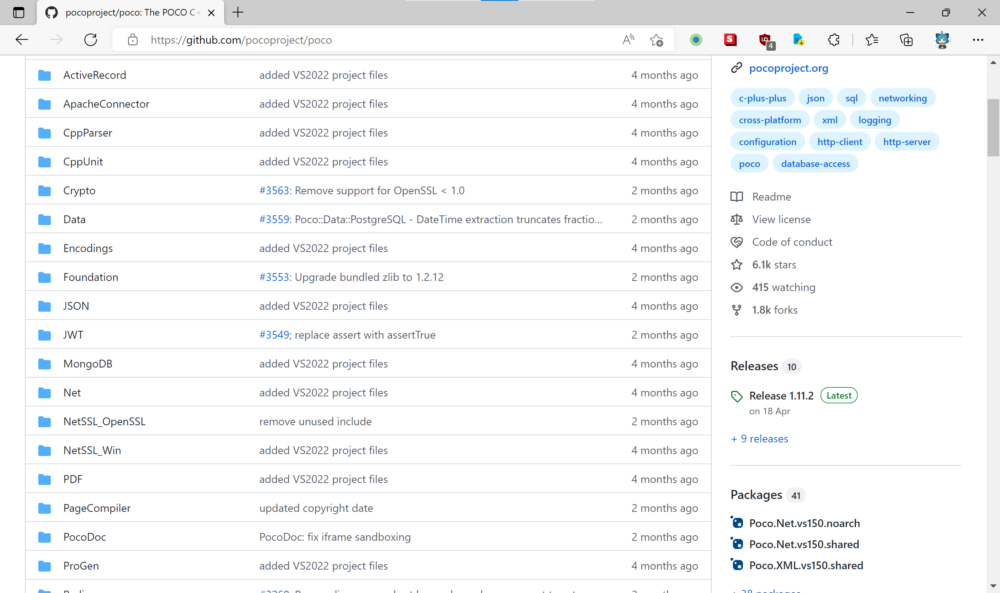 pocoproject/poco: The POCO C+
https://github.com/pocoproject/poco
4
ActiveRecord added VS2022 project files 4 months ago
ApacheConnector added VS2022 project files 4 months ago
CppParser added VS2022 project files 4 months ago
CppUnit added VS2022 project files 4 months ago
Crypto #3563: Remove support for OpenSSL < 1.0 2 months ago
Data #3559: Poco::Data::PostgreSQL - DateTime extraction truncates fractio... 2 months ago
Encodings added VS2022 project files 4 months ago
Foundation #3553: Upgrade bundled zlib to 1.2.12 2 months ago
JSON added VS2022 project files 4 months ago
JWT #3549; replace assert with assertTrue 2 months ago
MongoDB added VS2022 project files 4 months ago
Net added VS2022 project files 4 months ago
NetSSL_OpenSSL remove unused include 2 months ago
NetSSL_Win added VS2022 project files 4 months ago
PDF added VS2022 project files 4 months ago
PageCompiler updated copyright date 2 months ago
PocoDoc PocoDoc: fix iframe sandboxing 2 months ago
ProGen added VS2022 project files 4 months ago
pocoproject.org
c-plus-plus json sql networking
cross-platform xml logging
configuration http-client http-server
poco database-access
Readme
View license
Code of conduct
6.1k stars
415 watching
1.8k forks
Releases 10
Release 1.11.2 Latest
on 18 Apr
+ 9 releases
Packages 41
Poco.Net.vs150.noarch
Poco.Net.vs150.shared
Poco.XML.vs150.shared
+ 38 packages